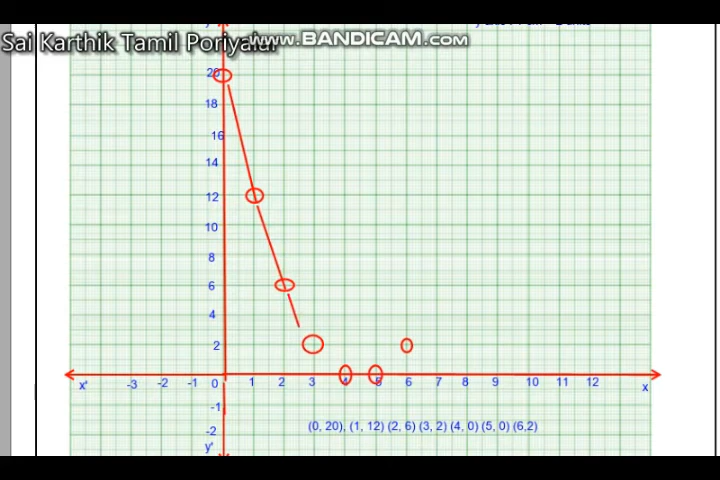 y
Sai Karthik Tamil Poriyalur
www.BANDICAM.com
20
18
16
14
12
10
8
6
4
2
x' -3 -2 -1 0 1 2 3 4 5 6 7 8 9 10 11 12 x
-1
-2
y'
(0, 20), (1, 12) (2, 6) (3, 2) (4, 0) (5, 0) (6,2)